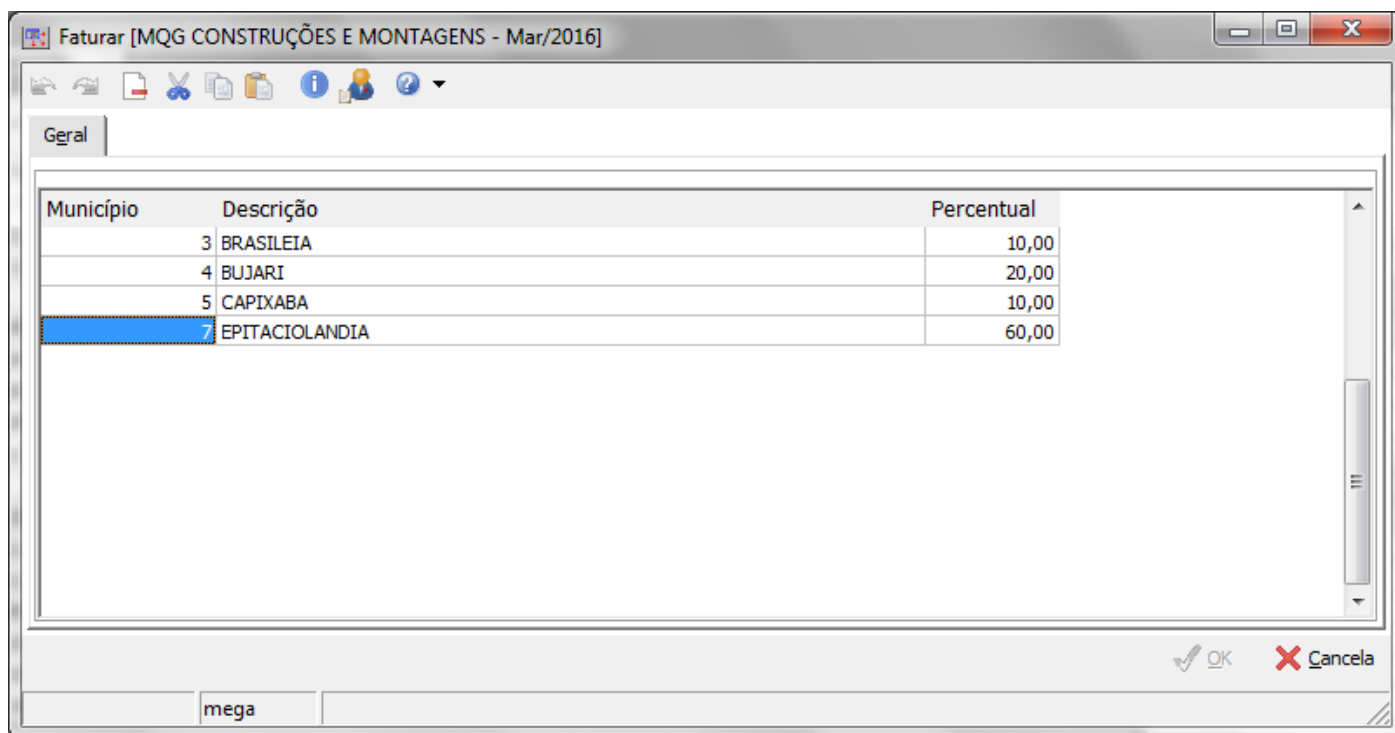 Faturar [MQG CONSTRUÇÕES E MONTAGENS - Mar/2016]
Geral
Município Descrição Percentual
3 BRASILEIA 10,00
4 BUJARI 20,00
5 CAPIXABA 10,00
7 EPITACIOLANDIA 60,00
OK Cancela
mega